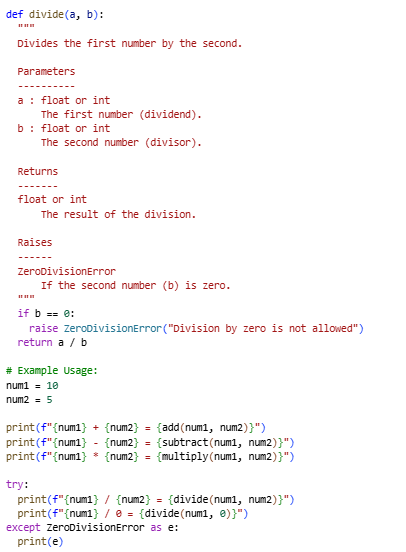 def divide(a, b):
  """
  Divides the first number by the second.

  Parameters
  ----------
  a : float or int
      The first number (dividend).
  b : float or int
      The second number (divisor).

  Returns
  -------
  float or int
      The result of the division.

  Raises
  ------
  ZeroDivisionError
      If the second number (b) is zero.
  """
  if b == 0:
    raise ZeroDivisionError("Division by zero is not allowed")
  return a / b

# Example Usage:
num1 = 10
num2 = 5

print(f"{num1} + {num2} = {add(num1, num2)}")
print(f"{num1} - {num2} = {subtract(num1, num2)}")
print(f"{num1} * {num2} = {multiply(num1, num2)}")

try:
  print(f"{num1} / {num2} = {divide(num1, num2)}")
  print(f"{num1} / 0 = {divide(num1, 0)}")
except ZeroDivisionError as e:
  print(e)